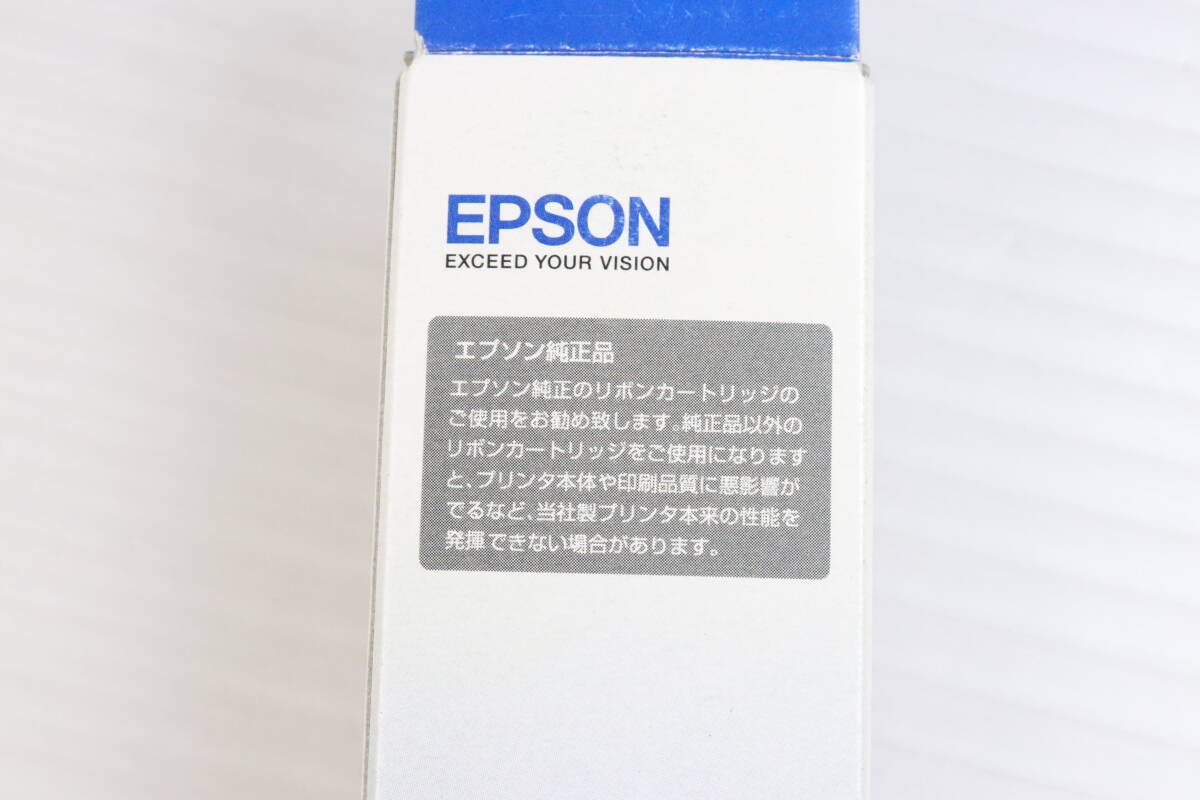 EPSON
EXCEED YOUR VISION
エプソン純正品
エプソン純正のリボンカートリッジの
ご使用をお勧め致します。純正品以外の
リボンカートリッジをご使用になります
と、プリンタ本体や印刷品質に悪影響が
でるなど、当社製プリンタ本来の性能を
発揮できない場合があります。